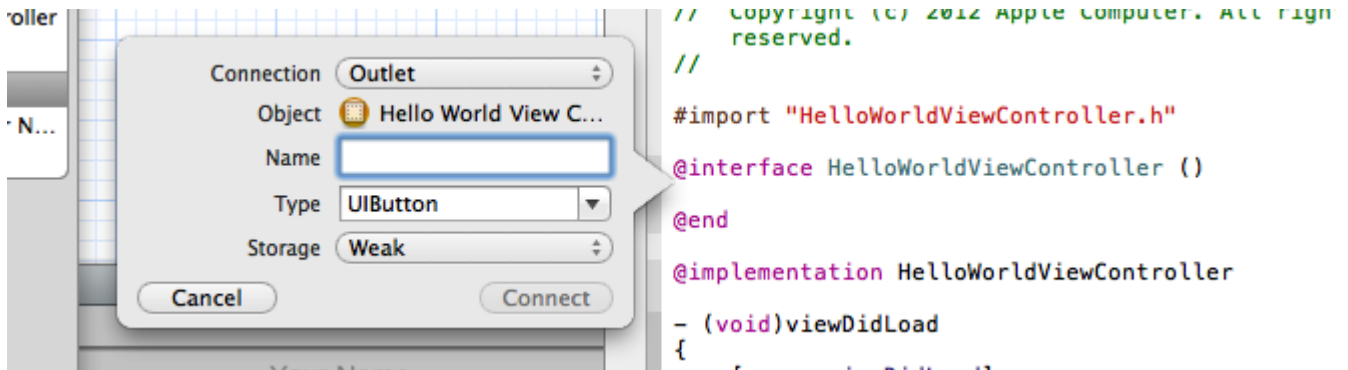 roller
N...
Connection Outlet
Object Hello World View C...
Name
Type UIButton
Storage Weak
Cancel Connect
// Copyright (c) 2012 Apple Computer. All righ
reserved.
//
#import "HelloWorldViewController.h"
@interface HelloWorldViewController ()
@end
@implementation HelloWorldViewController
- (void)viewDidLoad
{